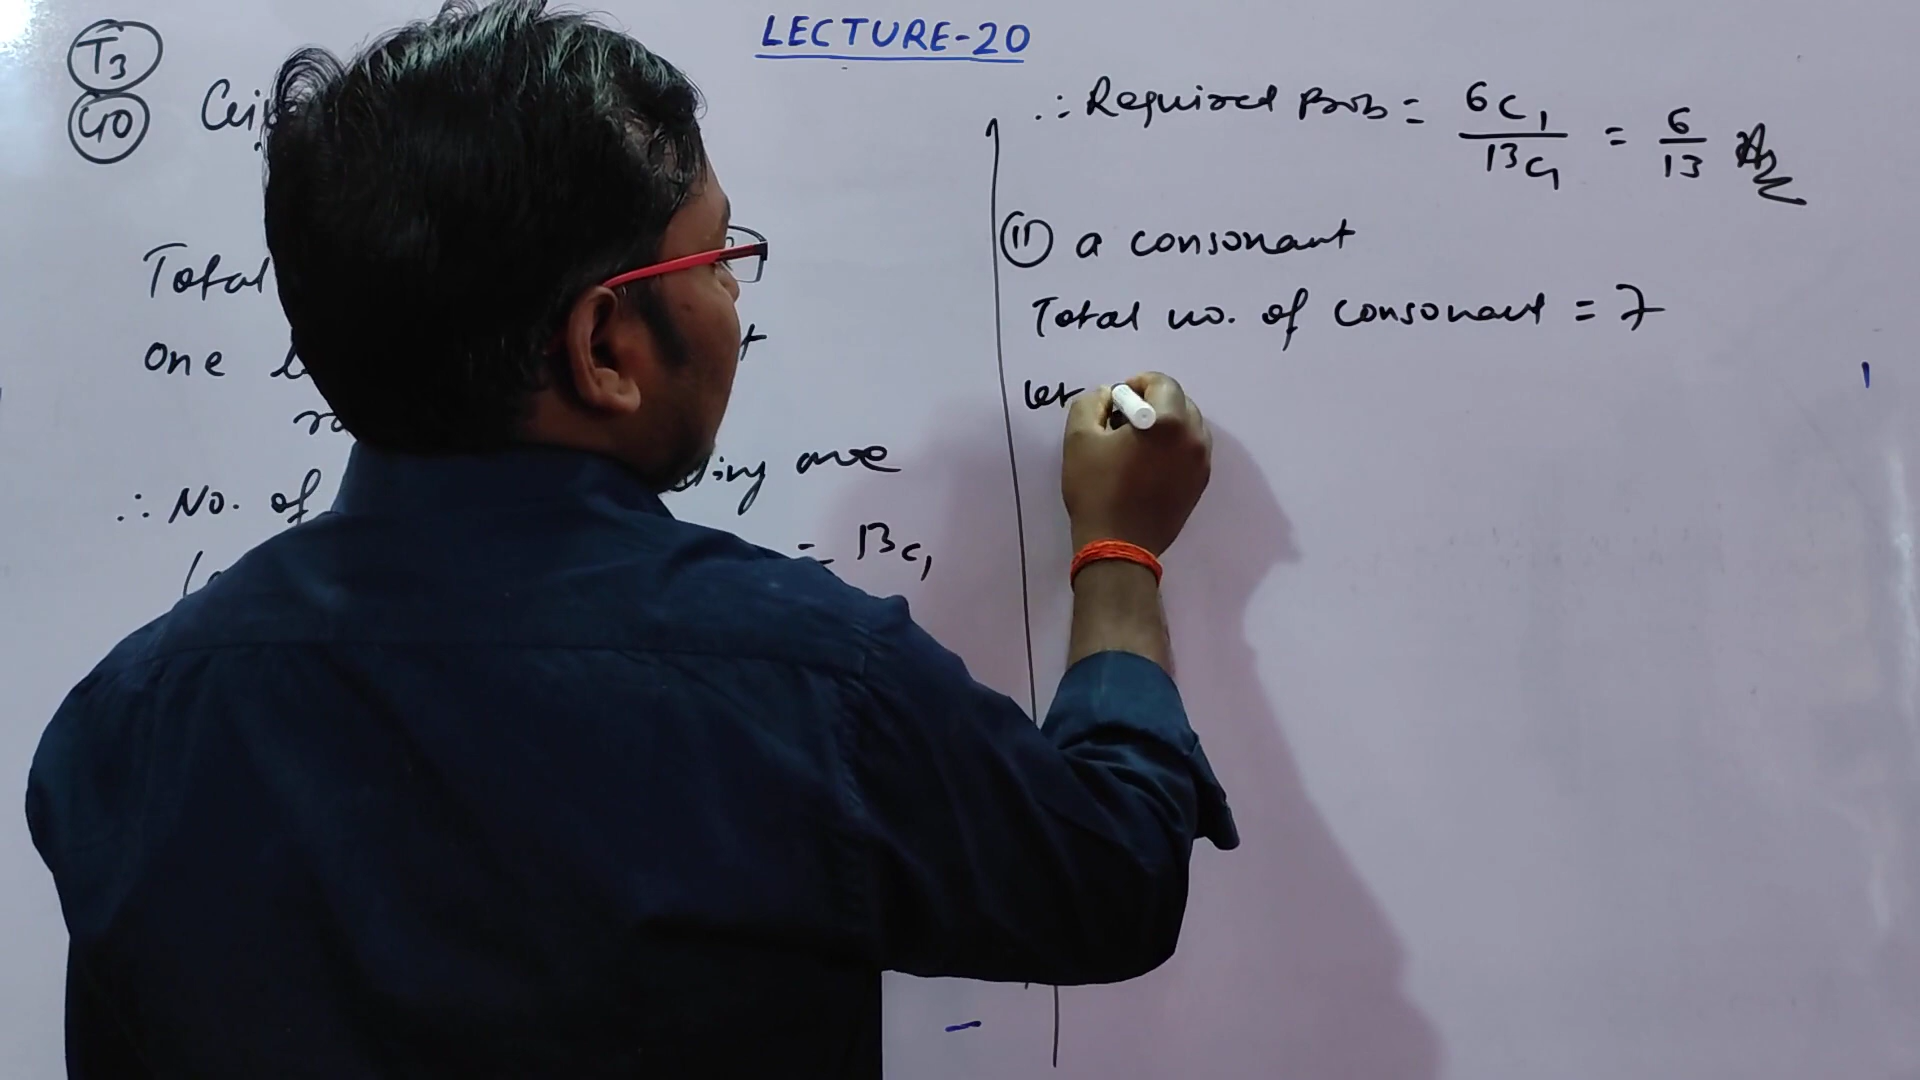 LECTURE-20
T3
40
Total
one
∴ No. of are
= 13C1
∴ Required Prob = 6C1/13C1 = 6/13 Ans
(ii) a consonant
Total no. of consonant = 7
let